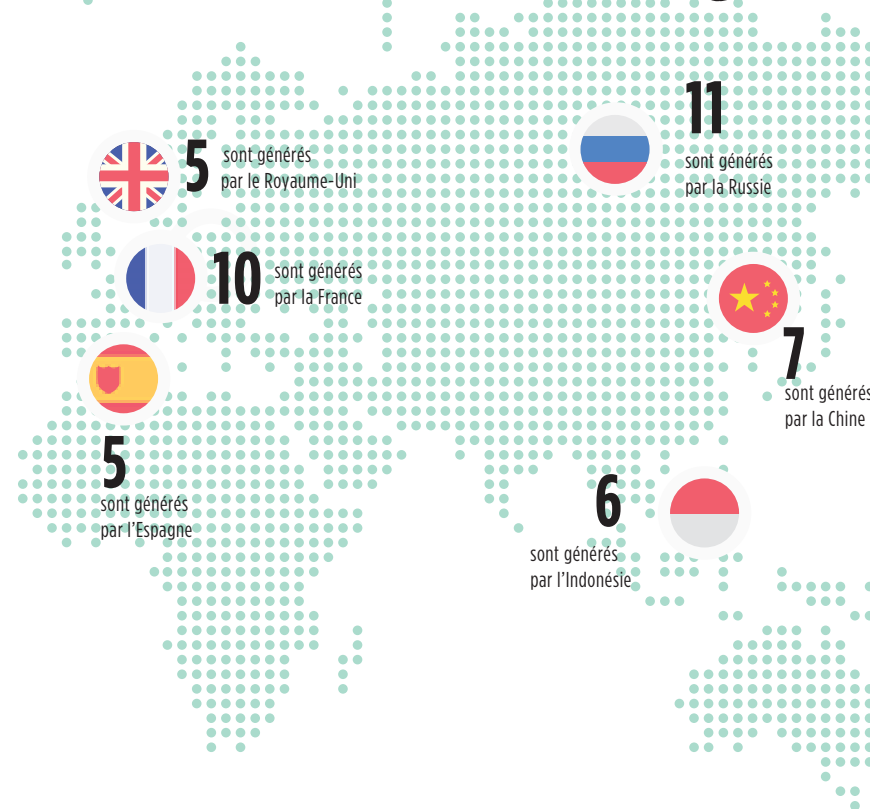 11
sont générés
par la Russie
5
sont générés
par le Royaume-Uni
10
sont générés
par la France
7
sont générés
par la Chine
5
sont générés
par l'Espagne
6
sont générés
par l'Indonésie